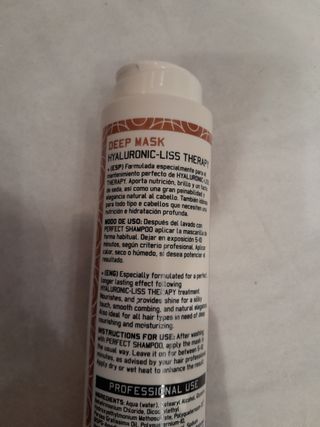 DEEP MASK
HYALURONIC-LISS THERAPY
• (ESP) Formulada especialmente para el
mantenimiento perfecto de HYALURONIC-LISS
THERAPY. Aporta nutrición, brillo y un tacto
de seda, así como una gran peinabilidad y
elegancia natural al cabello. También idónea
para todo tipo e cabellos que necesiten una
nutrición e hidratación profunda.
MODO DE USO: Después del lavado con
PERFECT SHAMPOO aplicar la mascarilla de
forma habitual. Dejar en exposición 5-10
minutos, según criterio profesional. Aplicar
calor, seco o húmedo, si desea potenciar el
resultado.
• (ENG) Especially formulated for a perfect
longer lasting effect following
HYALURONIC-LISS THERAPY treatment.
Nourishes, and provides shine for a silky
touch, smooth combing, and natural elegance.
Also ideal for all hair types in need of deep
nourishing and moisturizing.
INSTRUCTIONS FOR USE: After washing
with PERFECT SHAMPOO, apply the mask in
the usual way. Leave it on for between 5-10
minutes, as advised by your hair professional.
Apply dry or wet heat to enhance the result.
PROFESSIONAL USE
INGREDIENTS: Aqua (water), Cetearyl Alcohol,